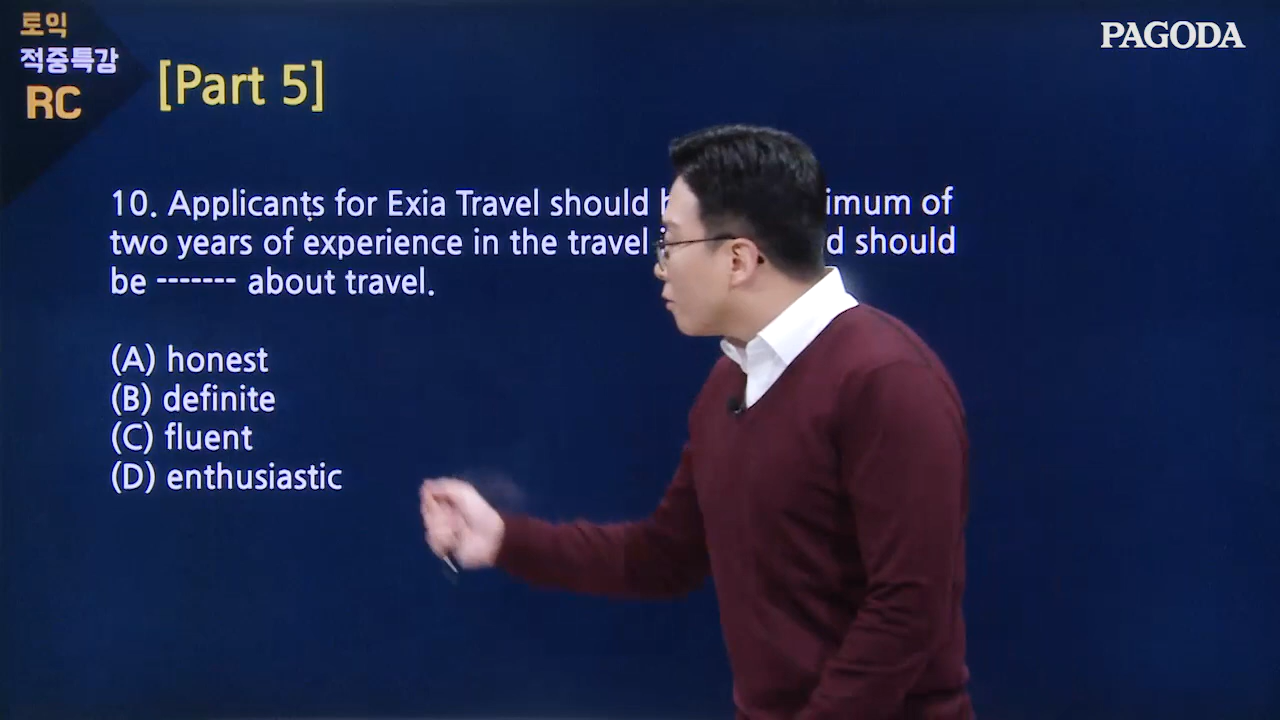 토익
적중특강
RC
[Part 5]
PAGODA
10. Applicants for Exia Travel should imum of
two years of experience in the travel d should
be ------- about travel.
(A) honest
(B) definite
(C) fluent
(D) enthusiastic